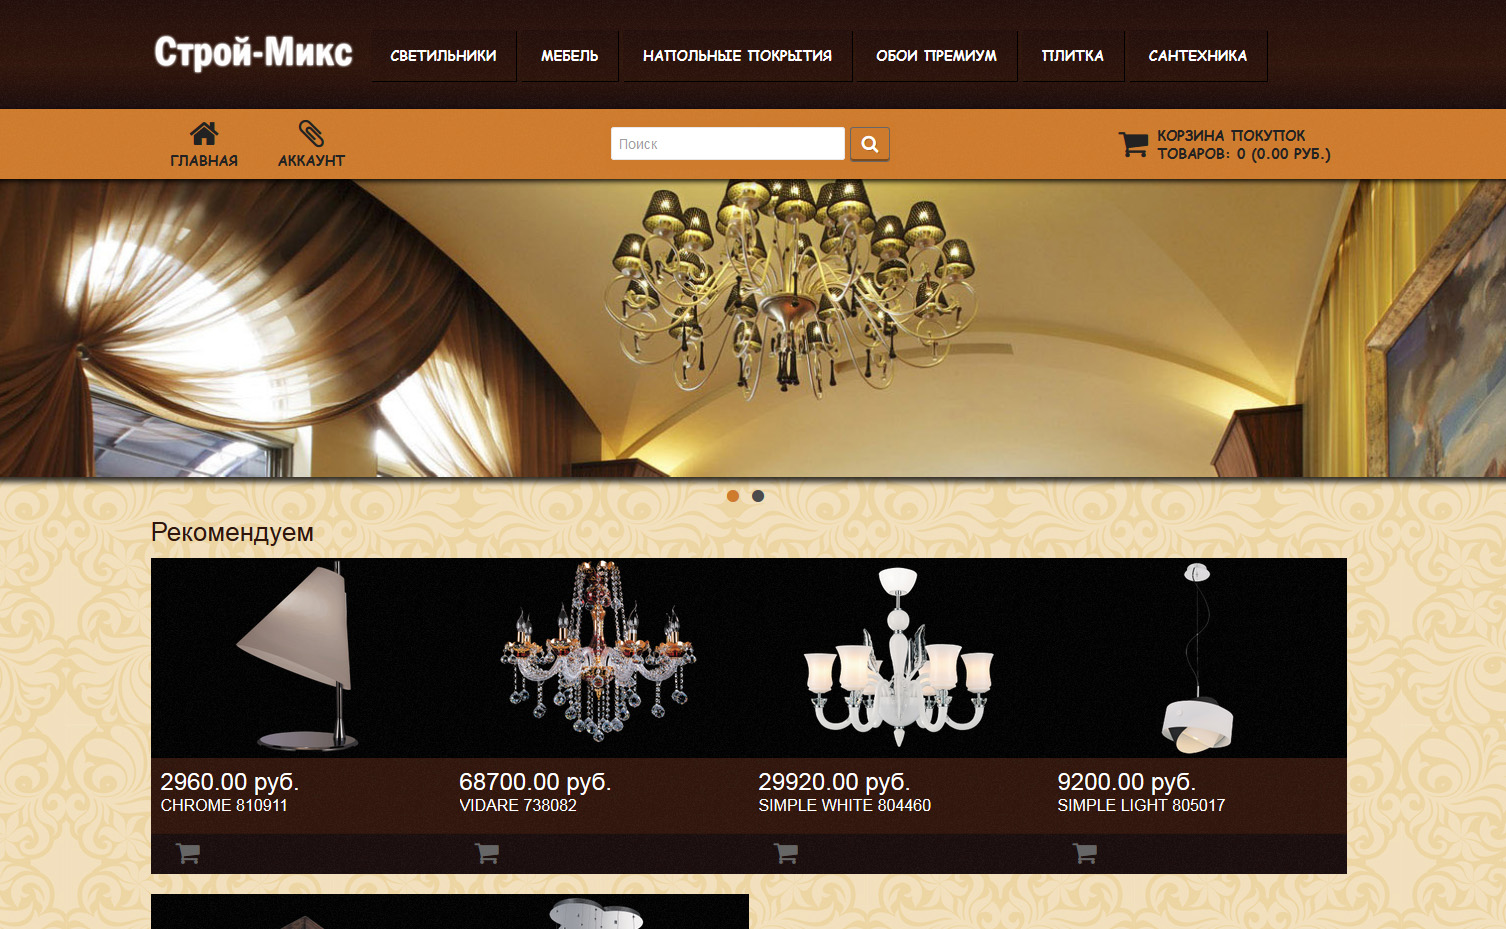 Строй-Микс
СВЕТИЛЬНИКИ
МЕБЕЛЬ
НАПОЛЬНЫЕ ПОКРЫТИЯ
ОБОИ ПРЕМИУМ
ПЛИТКА
САНТЕХНИКА
ГЛАВНАЯ
АККАУНТ
Поиск
КОРЗИНА ПОКУПОК
ТОВАРОВ: 0 (0.00 РУБ.)
Рекомендуем
2960.00 руб.
CHROME 810911
68700.00 руб.
VIDARE 738082
29920.00 руб.
SIMPLE WHITE 804460
9200.00 руб.
SIMPLE LIGHT 805017